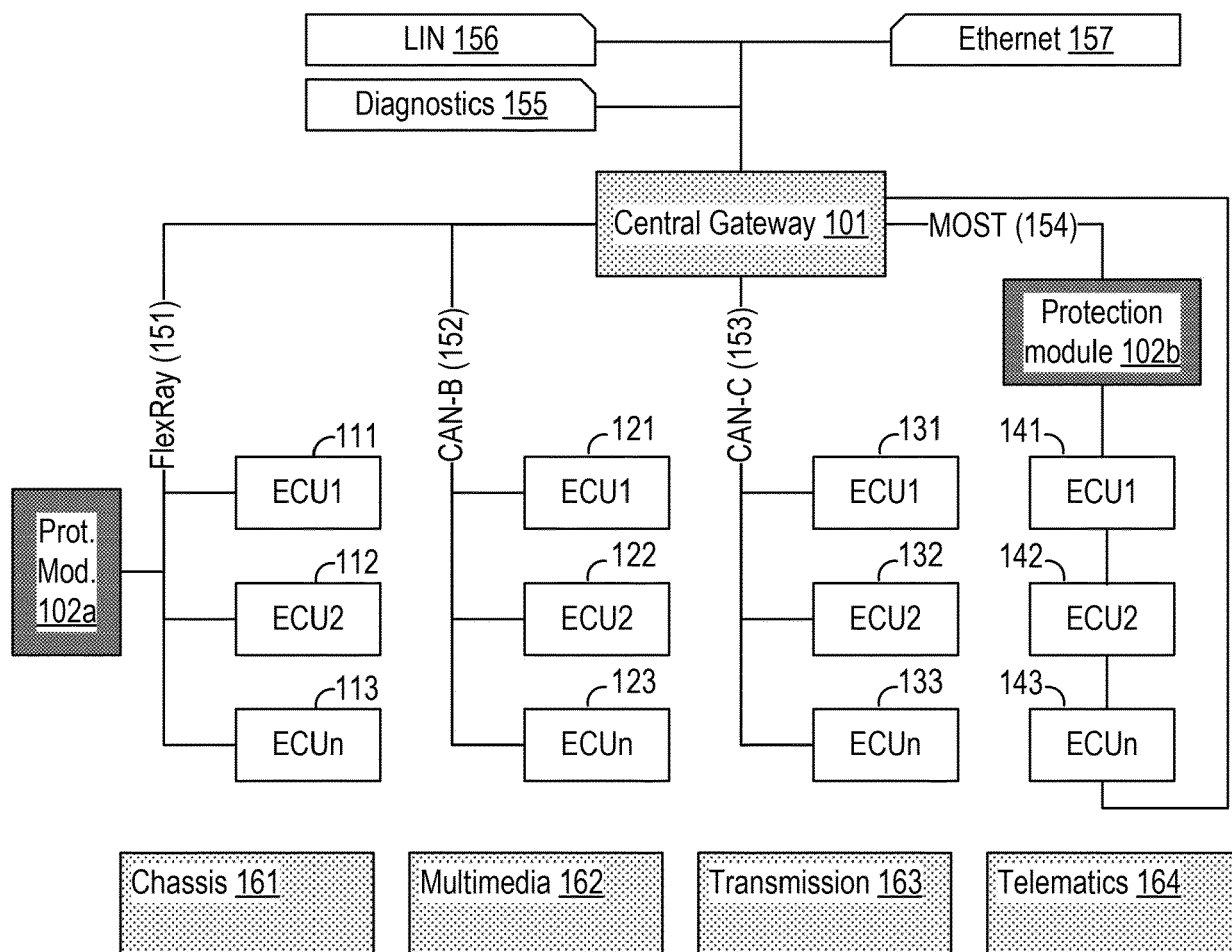 LIN 156
Ethernet 157
Diagnostics 155
Central Gateway 101
MOST (154)
FlexRay (151)
CAN-B (152)
CAN-C (153)
Protection
module 102b
111
121
131
141
ECU1
ECU1
ECU1
ECU1
Prot.
Mod.
102a
112
122
132
142
ECU2
ECU2
ECU2
ECU2
113
123
133
143
ECUn
ECUn
ECUn
ECUn
Chassis 161
Multimedia 162
Transmission 163
Telematics 164